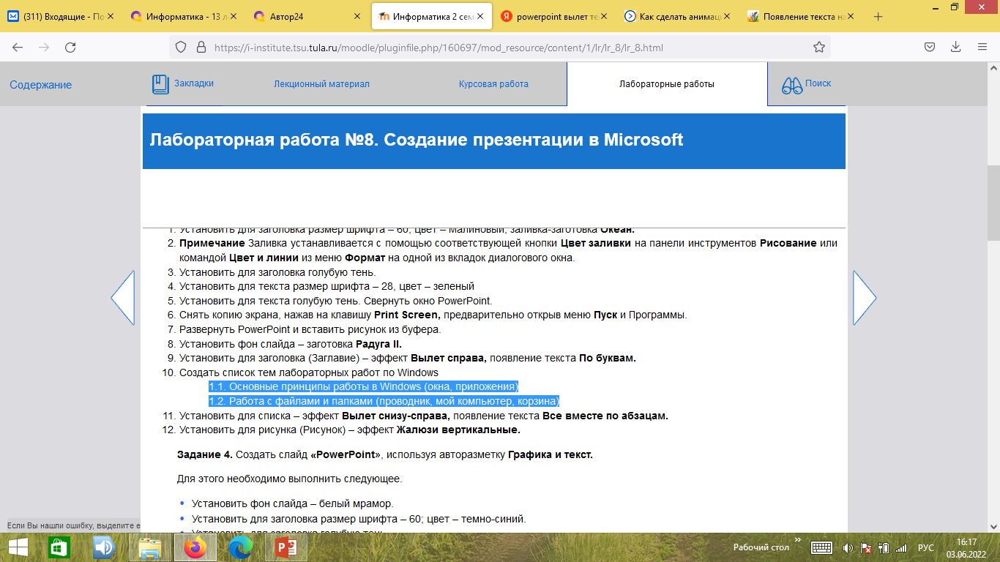 (311) Входящие - По
Информатика - 13 л
Автор24
Информатика 2 сем
powerpoint вылет те
Как сделать анимац
Появление текста на
https://i-institute.tsu.tula.ru/moodle/pluginfile.php/160697/mod_resource/content/1/lr/lr_8/lr_8.html
Содержание
Закладки
Лекционный материал
Курсовая работа
Лабораторные работы
Поиск
Лабораторная работа №8. Создание презентации в Microsoft
1. Установить для заголовка размер шрифта – 60; цвет – Малиновый; заливка-заготовка Океан.
2. Примечание Заливка устанавливается с помощью соответствующей кнопки Цвет заливки на панели инструментов Рисование или
командой Цвет и линии из меню Формат на одной из вкладок диалогового окна.
3. Установить для заголовка голубую тень.
4. Установить для текста размер шрифта – 28, цвет – зеленый
5. Установить для текста голубую тень. Свернуть окно PowerPoint.
6. Снять копию экрана, нажав на клавишу Print Screen, предварительно открыв меню Пуск и Программы.
7. Развернуть PowerPoint и вставить рисунок из буфера.
8. Установить фон слайда – заготовка Радуга II.
9. Установить для заголовка (Заглавие) – эффект Вылет справа, появление текста По буквам.
10. Создать список тем лабораторных работ по Windows
1.1. Основные принципы работы в Windows (окна, приложения)
1.2. Работа с файлами и папками (проводник, мой компьютер, корзина)
11. Установить для списка – эффект Вылет снизу-справа, появление текста Все вместе по абзацам.
12. Установить для рисунка (Рисунок) – эффект Жалюзи вертикальные.
Задание 4. Создать слайд «PowerPoint», используя авторазметку Графика и текст.
Для этого необходимо выполнить следующее.
• Установить фон слайда – белый мрамор.
• Установить для заголовка размер шрифта – 60; цвет – темно-синий.
• Установить для заголовка голубую тень
Если Вы нашли ошибку, выделите е
Рабочий стол
РУС
16:17
03.06.2022